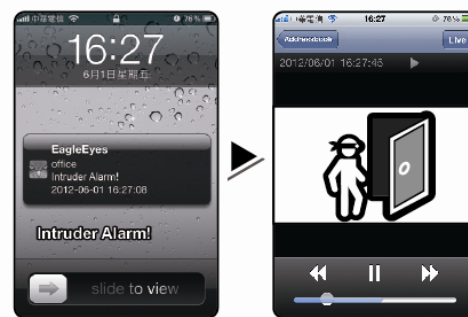 中華電信
76%
16:27
6月1日星期五
EagleEyes
office
Intruder Alarm!
2012-06-01 16:27:08
Intruder Alarm!
slide to view
中華電信
16:27
76%
Addressbook
Live
2012/06/01 16:27:46